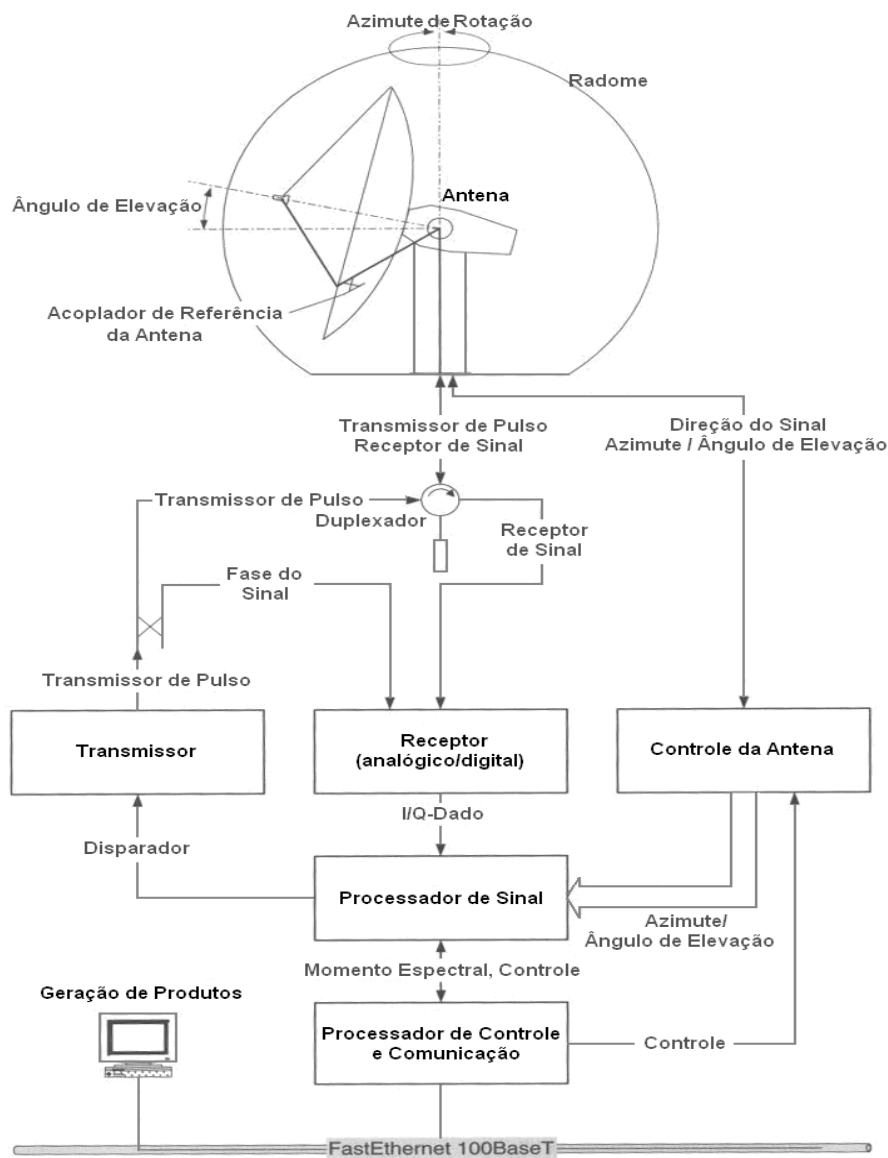 Azimute de Rotação
Radome
Antena
Ângulo de Elevação
Acoplador de Referência
da Antena
Transmissor de Pulso
Receptor de Sinal
Direção do Sinal
Azimute / Ângulo de Elevação
Transmissor de Pulso
Duplexador
Receptor
de Sinal
Fase do
Sinal
Transmissor de Pulso
Transmissor
Receptor
(analógico/digital)
Controle da Antena
I/Q-Dado
Disparador
Processador de Sinal
Azimute/
Ângulo de Elevação
Momento Espectral, Controle
Geração de Produtos
Processador de Controle
e Comunicação
Controle
FastEthernet 100BaseT